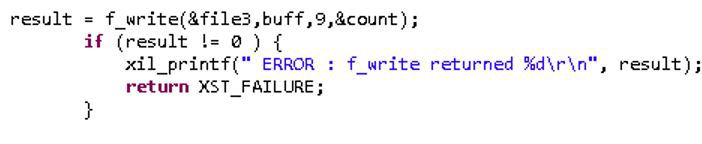 result = f_write(&file3,buff,9,&count);
if (result != 0 ) {
xil_printf(" ERROR : f_write returned %d\r\n", result);
return XST_FAILURE;
}